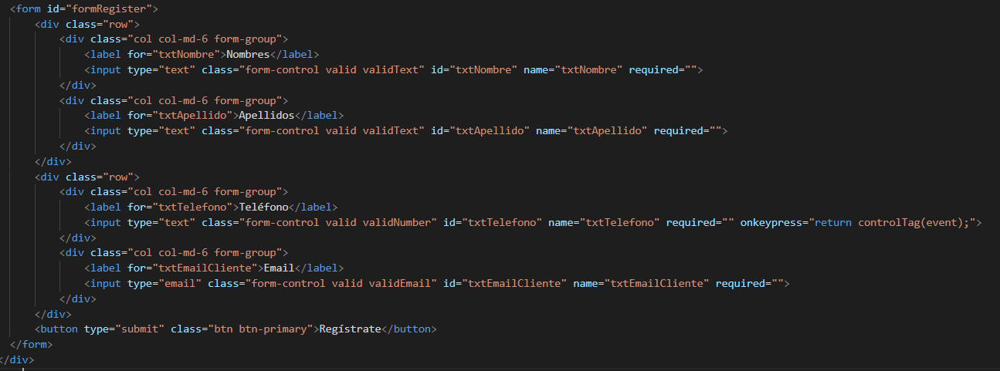 <form id="formRegister">
<div class="row">
<div class="col col-md-6 form-group">
<label for="txtNombre">Nombres</label>
<input type="text" class="form-control valid validText" id="txtNombre" name="txtNombre" required="">
</div>
<div class="col col-md-6 form-group">
<label for="txtApellido">Apellidos</label>
<input type="text" class="form-control valid validText" id="txtApellido" name="txtApellido" required="">
</div>
</div>
<div class="row">
<div class="col col-md-6 form-group">
<label for="txtTelefono">Teléfono</label>
<input type="text" class="form-control valid validNumber" id="txtTelefono" name="txtTelefono" required="" onkeypress="return controlTag(event);">
</div>
<div class="col col-md-6 form-group">
<label for="txtEmailCliente">Email</label>
<input type="email" class="form-control valid validEmail" id="txtEmailCliente" name="txtEmailCliente" required="">
</div>
</div>
<button type="submit" class="btn btn-primary">Regístrate</button>
</form>
</div>